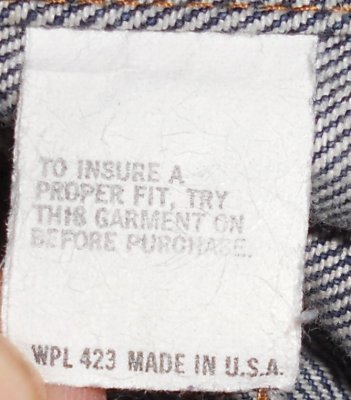 TO INSURE A
PROPER FIT, TRY
THIS GARMENT ON
BEFORE PURCHASE.
WPL 423 MADE IN U.S.A.